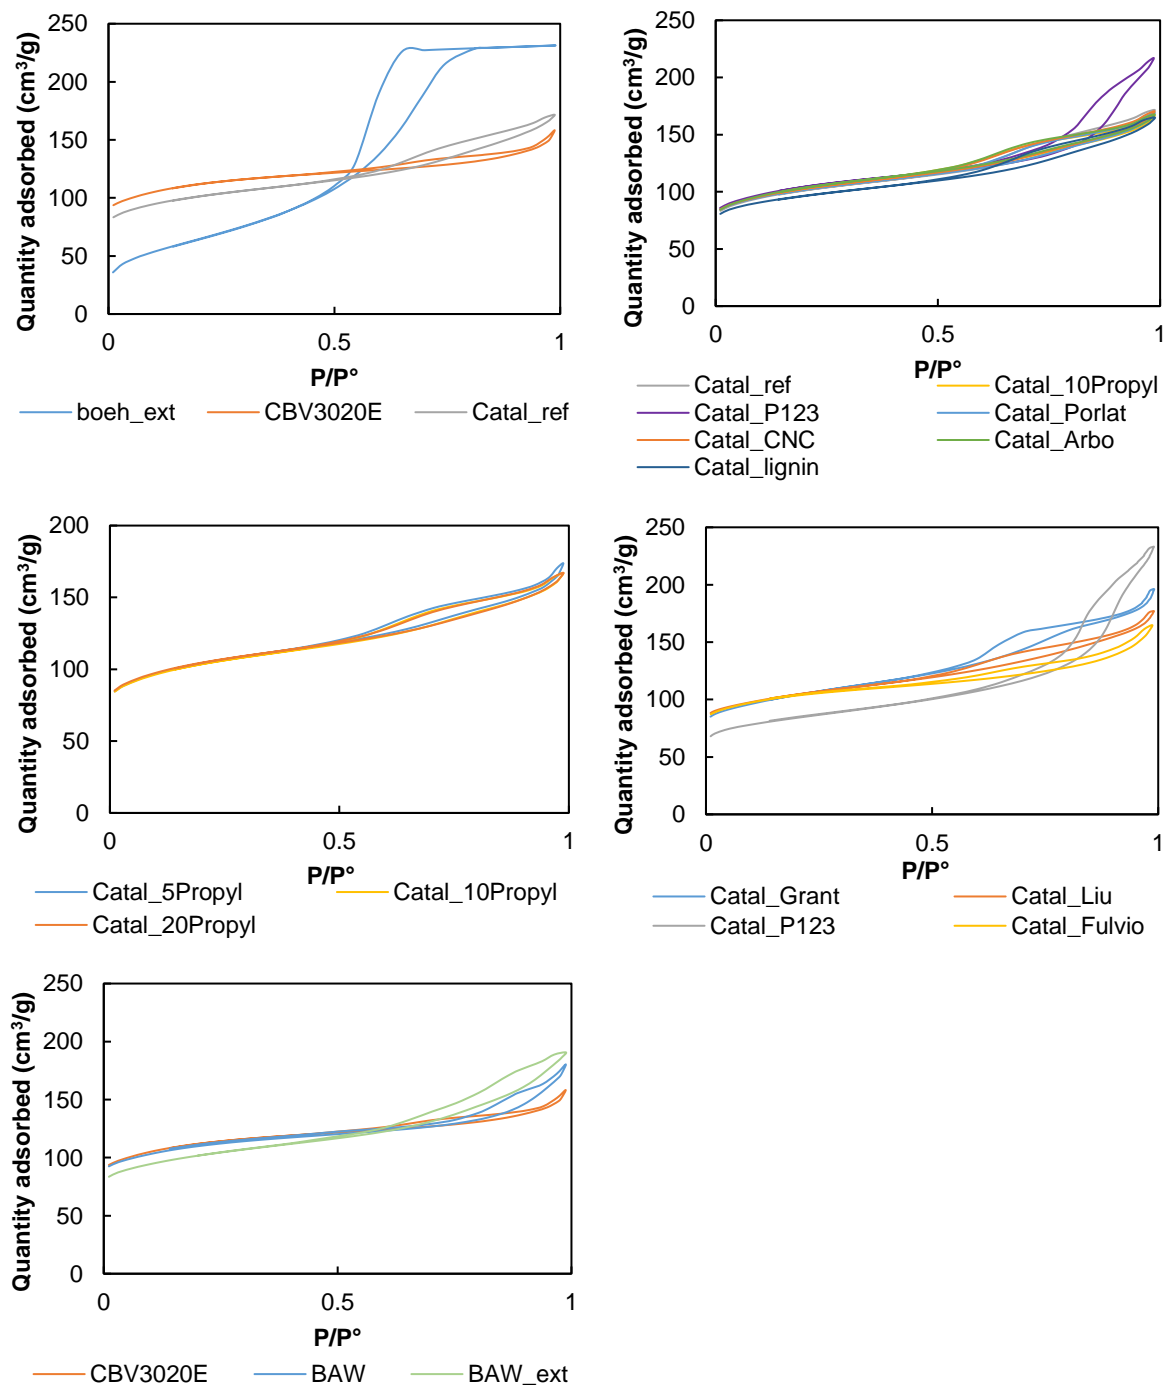 Quantity adsorbed (cm³/g)
250
200
150
100
50
0
0
0.5
1
P/P°
boeh_ext
CBV3020E
Catal_ref
Quantity adsorbed (cm³/g)
250
200
150
100
50
0
0
0.5
1
P/P°
Catal_ref
Catal_10Propyl
Catal_P123
Catal_Porlat
Catal_CNC
Catal_Arbo
Catal_lignin
Quantity adsorbed (cm³/g)
200
150
100
50
0
0
0.5
1
P/P°
Catal_5Propyl
Catal_10Propyl
Catal_20Propyl
Quantity adsorbed (cm³/g)
250
200
150
100
50
0
0
0.5
1
P/P°
Catal_Grant
Catal_Liu
Catal_P123
Catal_Fulvio
Quantity adsorbed (cm³/g)
250
200
150
100
50
0
0
0.5
1
P/P°
CBV3020E
BAW
BAW_ext